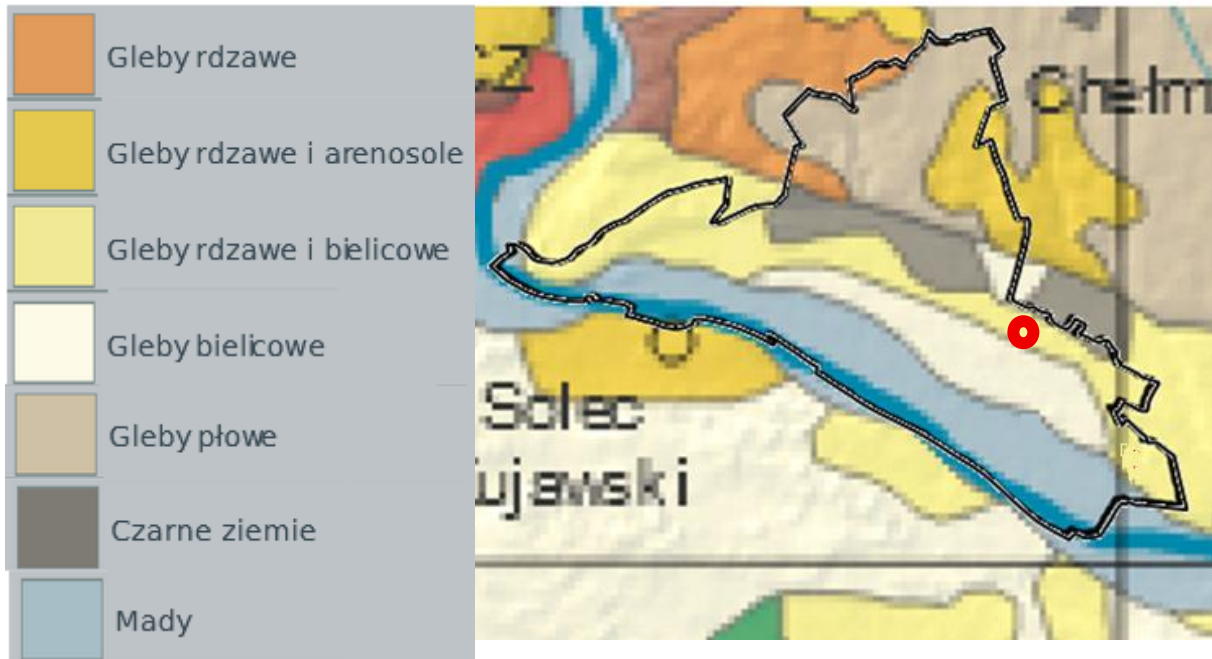 Gleby rdzawe
Gleby rdzawe i arenosole
Gleby rdzawe i bielicowe
Gleby bielicowe
Gleby płowe
Czarne ziemie
Mady
Chełm
Solec
ujawski